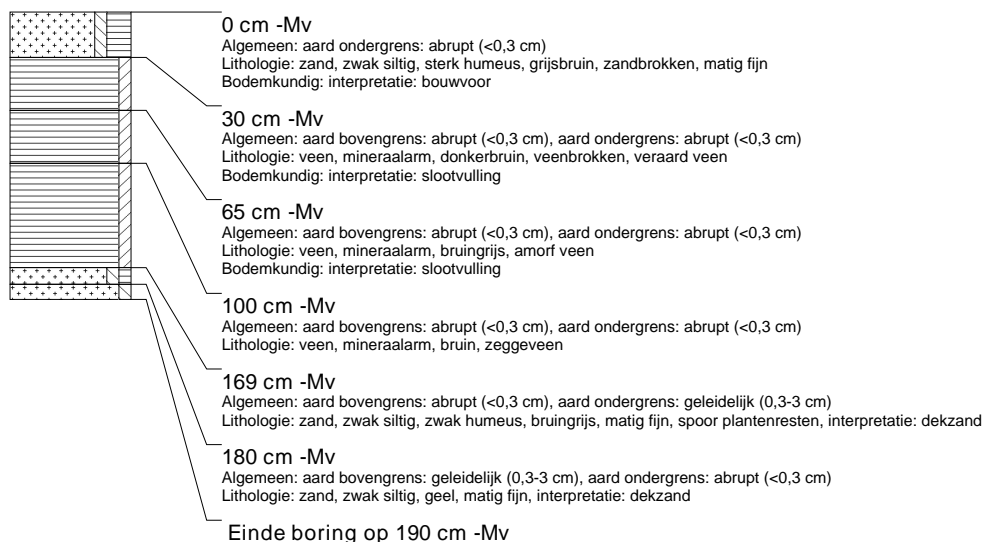 0 cm -Mv
Algemeen: aard ondergrens: abrupt (<0,3 cm)
Lithologie: zand, zwak siltig, sterk humeus, grijsbruin, zandbrokken, matig fijn
Bodemkundig: interpretatie: bouwvoor
30 cm -Mv
Algemeen: aard bovengrens: abrupt (<0,3 cm), aard ondergrens: abrupt (<0,3 cm)
Lithologie: veen, mineraalarm, donkerbruin, veenbrokken, veraard veen
Bodemkundig: interpretatie: slootvulling
65 cm -Mv
Algemeen: aard bovengrens: abrupt (<0,3 cm), aard ondergrens: abrupt (<0,3 cm)
Lithologie: veen, mineraalarm, bruingrijs, amorf veen
Bodemkundig: interpretatie: slootvulling
100 cm -Mv
Algemeen: aard bovengrens: abrupt (<0,3 cm), aard ondergrens: abrupt (<0,3 cm)
Lithologie: veen, mineraalarm, bruin, zeggeveen
169 cm -Mv
Algemeen: aard bovengrens: abrupt (<0,3 cm), aard ondergrens: geleidelijk (0,3-3 cm)
Lithologie: zand, zwak siltig, zwak humeus, bruingrijs, matig fijn, spoor plantenresten, interpretatie: dekzand
180 cm -Mv
Algemeen: aard bovengrens: geleidelijk (0,3-3 cm), aard ondergrens: abrupt (<0,3 cm)
Lithologie: zand, zwak siltig, geel, matig fijn, interpretatie: dekzand
Einde boring op 190 cm -Mv